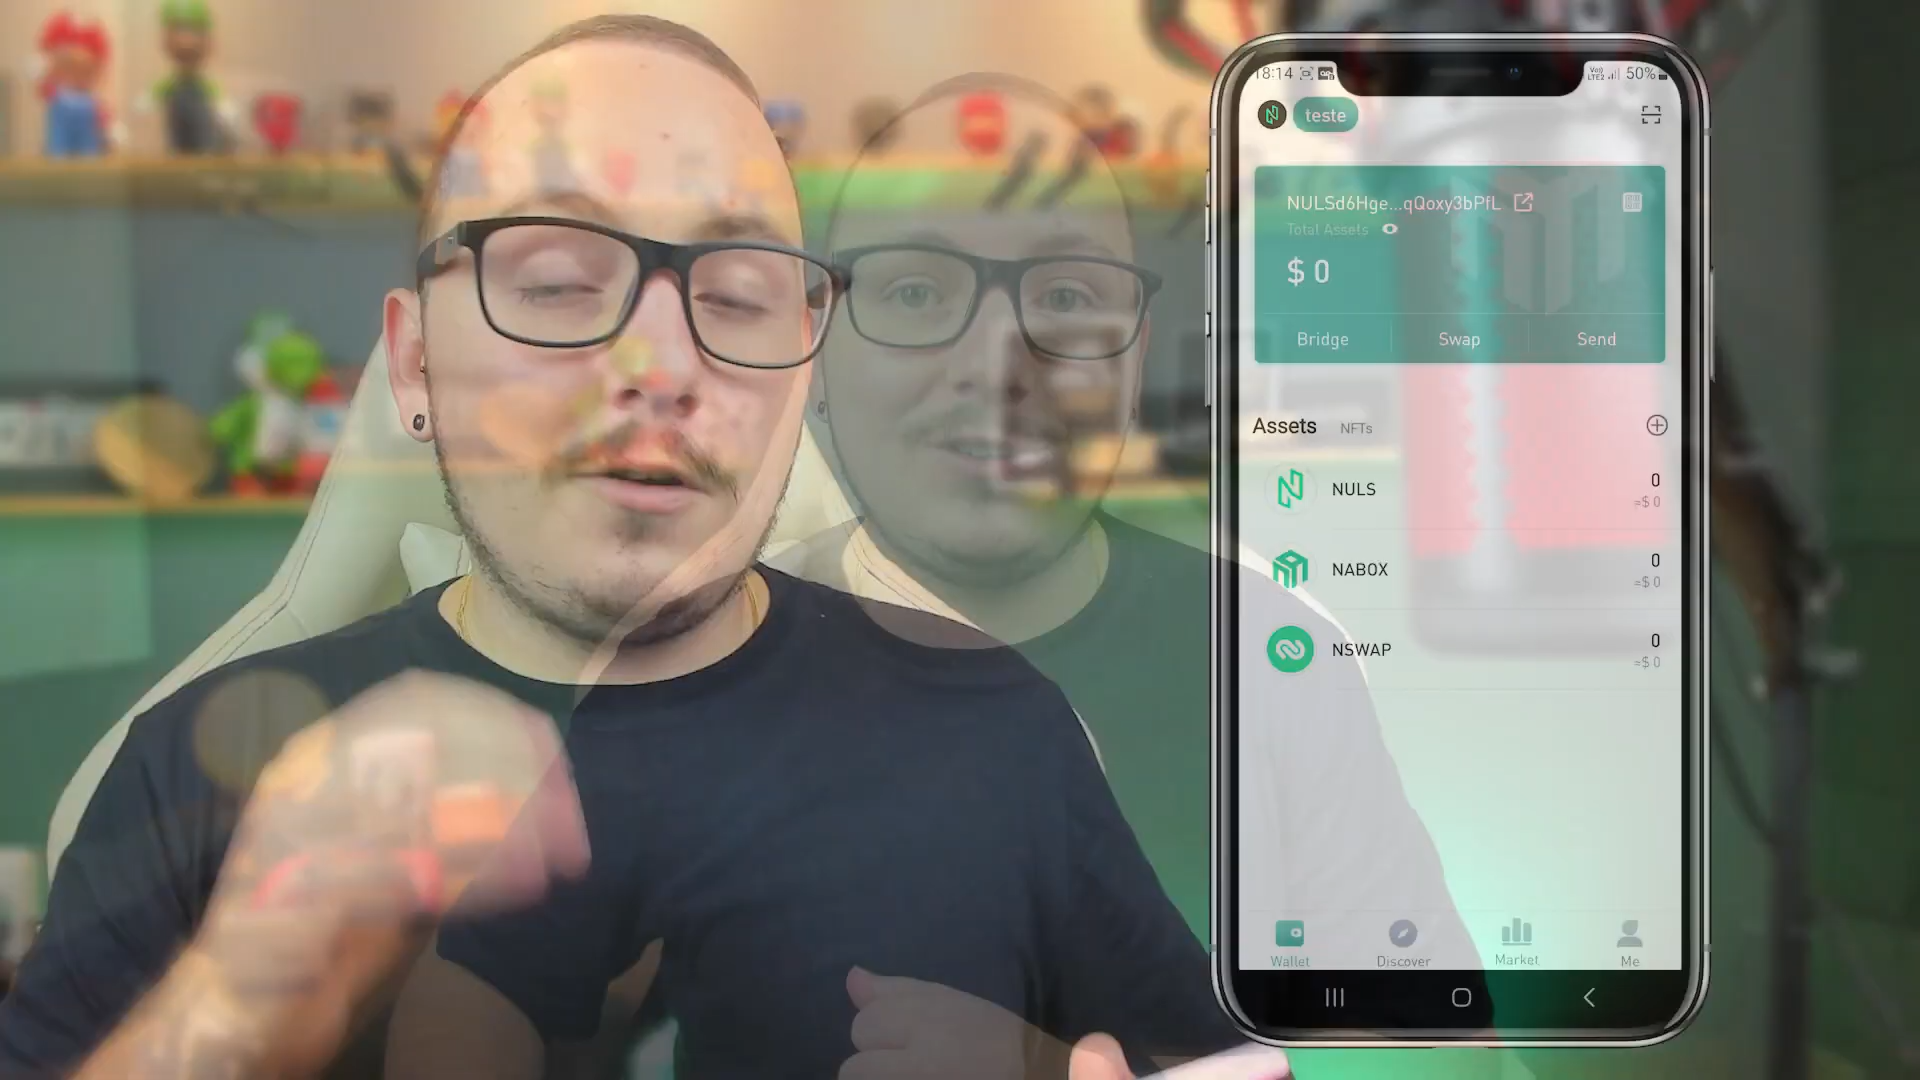 18:14
50%
teste
NULSd6Hge...qQoxy3bPfL
Total Assets
$ 0
Bridge
Swap
Send
Assets
NFTs
NULS
0
≈$ 0
NABOX
0
≈$ 0
NSWAP
0
≈$ 0
Wallet
Discover
Market
Me